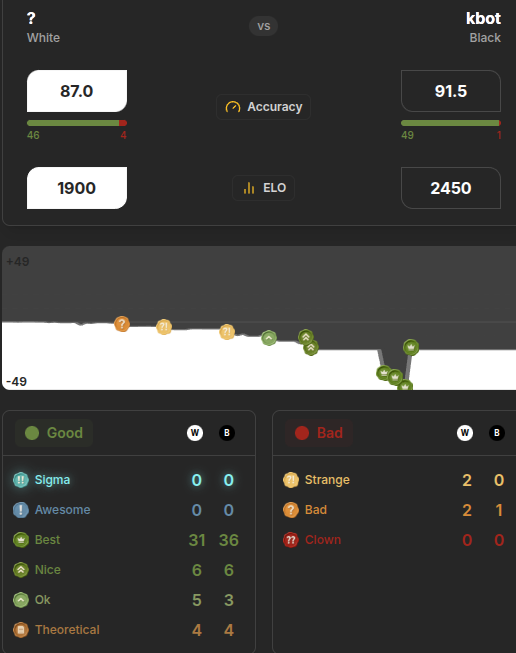 ? VS kbot
White Black
87.0 Accuracy 91.5
46 4 49 1
1900 ELO 2450
+49
? ?! ?!
-49
Good W B Bad W B
!! Sigma 0 0 ?! Strange 2 0
! Awesome 0 0 ? Bad 2 1
Best 31 36 ?? Clown 0 0
Nice 6 6
Ok 5 3
Theoretical 4 4